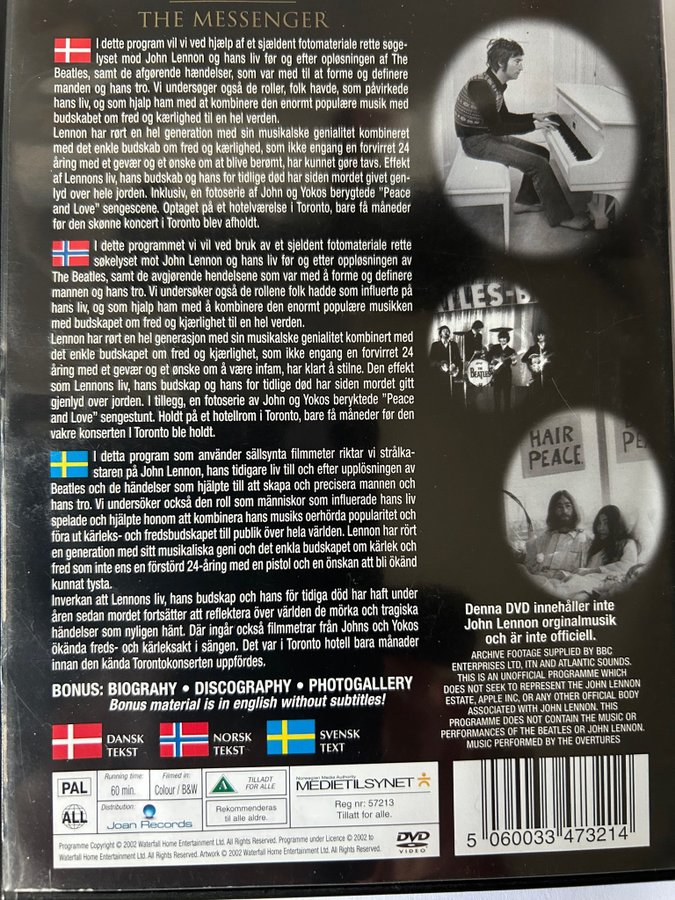 THE MESSENGER
I dette program vil vi ved hjælp af et sjældent fotomateriale rette søge-
lyset mod John Lennon og hans liv før og efter opløsningen af The
Beatles, samt de afgørende hændelser, som var med til at forme og definere
manden og hans tro. Vi undersøger også de roller, folk havde, som påvirkede
hans liv, og som hjalp ham med at kombinere den enormt populære musik med
budskabet om fred og kærlighed til en hel verden.
Lennon har rørt en hel generation med sin musikalske genialitet kombineret
med det enkle budskab om fred og kærlighed, som ikke engang en forvirret 24
åring med et gevær og et ønske om at blive berømt, har kunnet gøre tavs. Effekt
af Lennons liv, hans budskab og hans for tidlige død har siden mordet givet gen-
lyd over hele jorden. Inklusiv, en fotoserie af John og Yokos berygtede "Peace
and Love" sengescene. Optaget på et hotelværelse i Toronto, bare få måneder
før den skønne koncert i Toronto blev afholdt.
I dette programmet vi vil ved bruk av et sjeldent fotomateriale rette
søkelyset mot John Lennon og hans liv før og etter oppløsningen av
The Beatles, samt de avgjørende hendelsene som var med å forme og definere
mannen og hans tro. Vi undersøker også de rollene folk hadde som influerte på
hans liv, og som hjalp ham med å kombinere den enormt populære musikken
med budskapet om fred og kjærlighet til en hel verden.
Lennon har rørt en hel generasjon med sin musikalske genialitet kombinert med
det enkle budskapet om fred og kjærlighet, som ikke engang en forvirret 24
åring med et gevær og et ønske om å være infam, har klart å stilne. Den effekt
som Lennons liv, hans budskap og hans for tidlige død har siden mordet gitt
gjenlyd over hele jorden. I tillegg, en fotoserie av John og Yokos beryktede "Peace
and Love" sengestunt. Holdt på et hotellrom i Toronto, bare få måneder før den
vakre konserten I Toronto ble holdt.
I detta program som använder sällsynta filmmeter riktar vi strålka-
staren på John Lennon, hans tidigare liv till och efter upplösningen av
Beatles och de händelser som hjälpte till att skapa och precisera mannen och
hans tro. Vi undersöker också den roll som människor som influerade hans liv
spelade och hjälpte honom att kombinera hans musiks oerhörda popularitet och
föra ut kärleks- och fredsbudskapet till publik över hela världen. Lennon har rört
en generation med sitt musikaliska geni och det enkla budskapet om kärlek och
fred som inte ens en förstörd 24-åring med en pistol och en önskan att bli ökänd
kunnat tysta.
Inverkan att Lennons liv, hans budskap och hans för tidiga död har haft under
åren sedan mordet fortsätter att reflektera över världen de mörka och tragiska
händelser som nyligen hänt. Där ingår också filmmetrar från Johns och Yokos
ökända freds- och kärleksakt i sängen. Det var i Toronto hotell bara månader
innan den kända Torontokonserten uppfördes.
BONUS: BIOGRAHY • DISCOGRAPHY • PHOTOGALLERY
Bonus material is in english without subtitles!
DANSK
TEKST
NORSK
TEKST
SVENSK
TEXT
TLES-B
THE
BEATLES
HAIR
PEACE.
PE
Denna DVD innehåller inte
John Lennon orginalmusik
och är inte officiell.
ARCHIVE FOOTAGE SUPPLIED BY BBC
ENTERPRISES LTD, ITN AND ATLANTIC SOUNDS.
THIS IS AN UNOFFICIAL PROGRAMME WHICH
DOES NOT SEEK TO REPRESENT THE JOHN LENNON
ESTATE, APPLE INC, OR ANY OTHER OFFICIAL BODY
ASSOCIATED WITH JOHN LENNON. THIS
PROGRAMME DOES NOT CONTAIN THE MUSIC OR
PERFORMANCES OF THE BEATLES OR JOHN LENNON.
MUSIC PERFORMED BY THE OVERTURES
PAL
Running time:
60 min.
Filmed in:
Colour / B&W
TILLADT
FOR ALLE
Norwegian Media Authority
MEDIETILSYNET
Reg nr: 57213
Tillatt for alle.
ALL
Distribution:
Joan Records
Rekommenderas
til alle aldre.
Programme Copyright © 2002 Waterfall Home Entertainment Ltd. All Rights Reserved. Programme under Licence © 2002 to
Waterfall Home Entertainment Ltd. All Rights Reserved. Artwork © 2002 Waterfall Home Entertainment Ltd. All Rights Reserved.
DVD
VIDEO
5 060033 473214